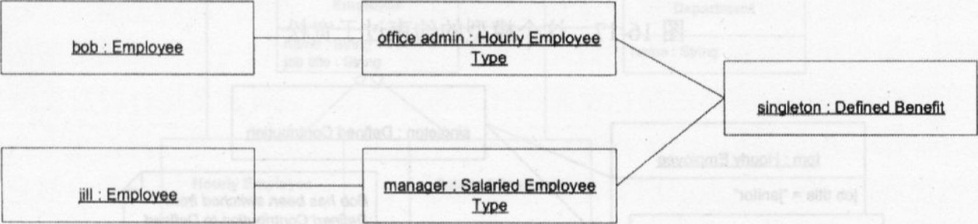 bob : Employee
office admin : Hourly Employee
Type
singleton : Defined Benefit
jill : Employee
manager : Salaried Employee
Type